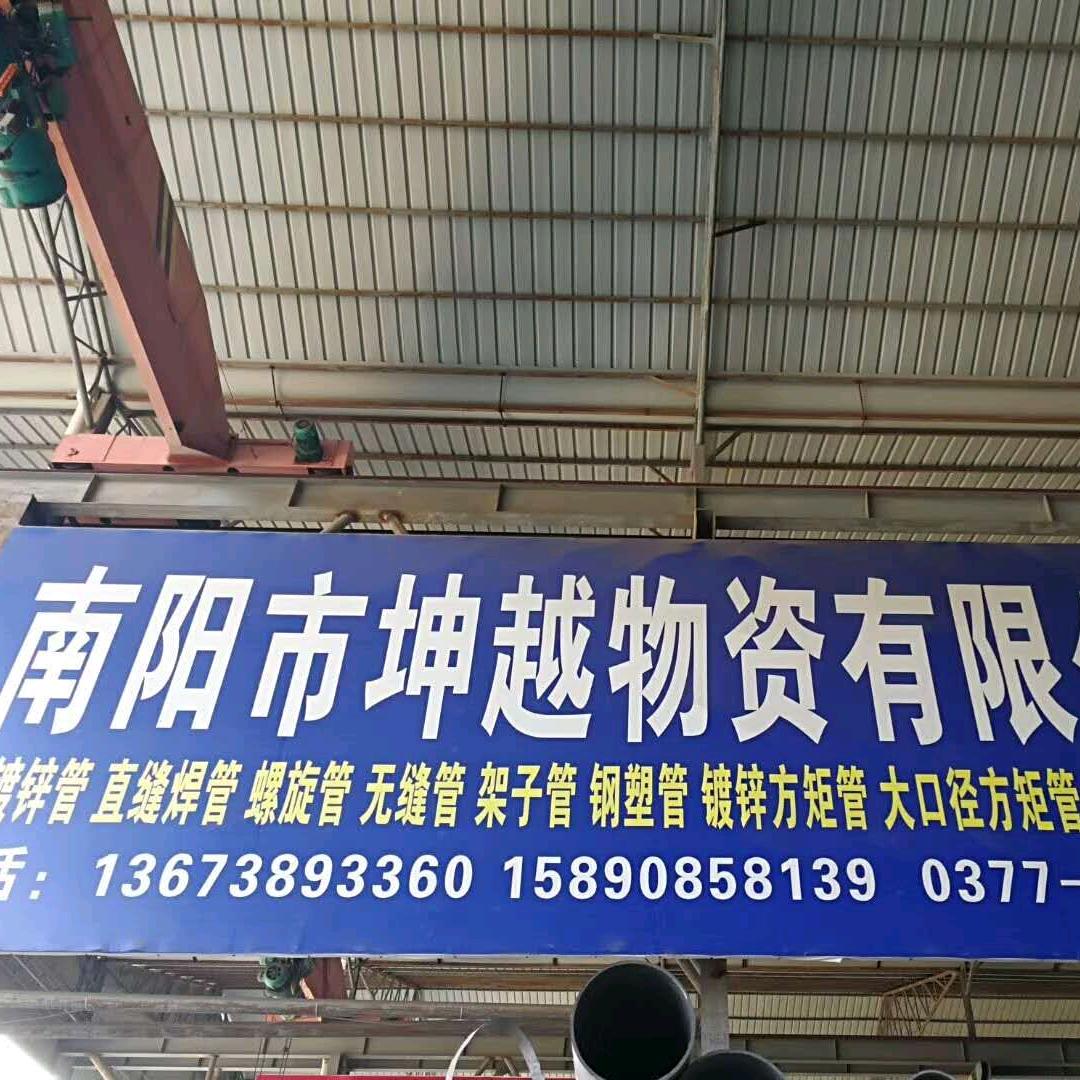 南阳市坤越物资有限
镀锌管 直缝焊管 螺旋管 无缝管 架子管 钢塑管 镀锌方矩管 大口径方矩管
话: 13673893360 15890858139 0377-